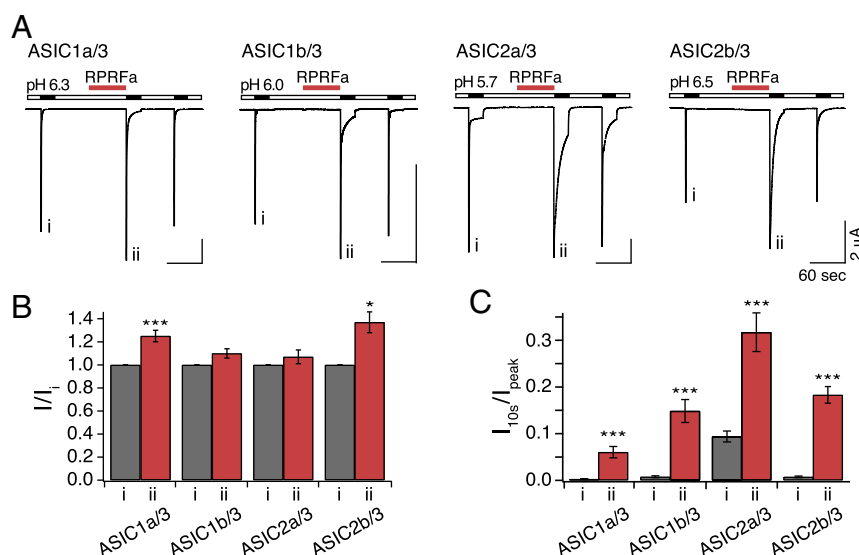 A
ASIC1a/3 ASIC1b/3 ASIC2a/3 ASIC2b/3
RPRFa RPRFa RPRFa RPRFa
pH 6.3 pH 6.0 pH 5.7 pH 6.5
i i i i
ii ii ii ii
2 µA
60 sec
B
I/Ii
1.4
1.2
1.0
0.8
0.6
0.4
0.2
0.0
*** *
i ii i ii i ii i ii
ASIC1a/3 ASIC1b/3 ASIC2a/3 ASIC2b/3
C
I10s/Ipeak
0.3
0.2
0.1
0.0
*** *** *** ***
i ii i ii i ii i ii
ASIC1a/3 ASIC1b/3 ASIC2a/3 ASIC2b/3